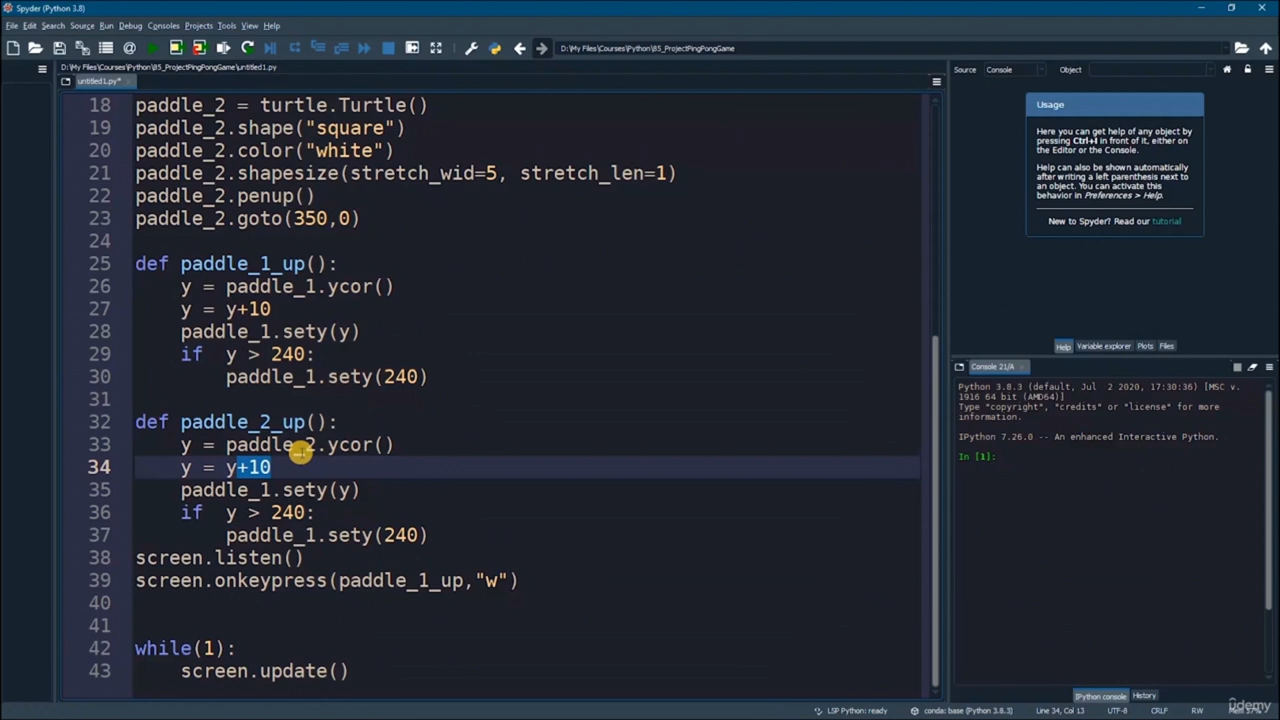 Spyder (Python 3.8)
File Edit Search Source Run Debug Consoles Projects Tools View Help
D:\My Files\Courses\Python\85_ProjectPingPongGame
D:\My Files\Courses\Python\85_ProjectPingPongGame\untitled1.py
untitled1.py*
18 paddle_2 = turtle.Turtle()
19 paddle_2.shape("square")
20 paddle_2.color("white")
21 paddle_2.shapesize(stretch_wid=5, stretch_len=1)
22 paddle_2.penup()
23 paddle_2.goto(350,0)
24
25 def paddle_1_up():
26 y = paddle_1.ycor()
27 y = y+10
28 paddle_1.sety(y)
29 if y > 240:
30 paddle_1.sety(240)
31
32 def paddle_2_up():
33 y = paddle_2.ycor()
34 y = y+10
35 paddle_1.sety(y)
36 if y > 240:
37 paddle_1.sety(240)
38 screen.listen()
39 screen.onkeypress(paddle_1_up,"w")
40
41
42 while(1):
43 screen.update()
Source Console Object
Usage
Here you can get help of any object by
pressing Ctrl+I in front of it, either on
the Editor or the Console.
Help can also be shown automatically
after writing a left parenthesis next to
an object. You can activate this
behavior in Preferences > Help.
New to Spyder? Read our tutorial
Help Variable explorer Plots Files
Console 21/A
Python 3.8.3 (default, Jul 2 2020, 17:30:36) [MSC v.
1916 64 bit (AMD64)]
Type "copyright", "credits" or "license" for more
information.
IPython 7.26.0 -- An enhanced Interactive Python.
In [1]:
IPython console History
LSP Python: ready conda: base (Python 3.8.3) Line 34, Col 13 UTF-8 CRLF RW
ûdemy